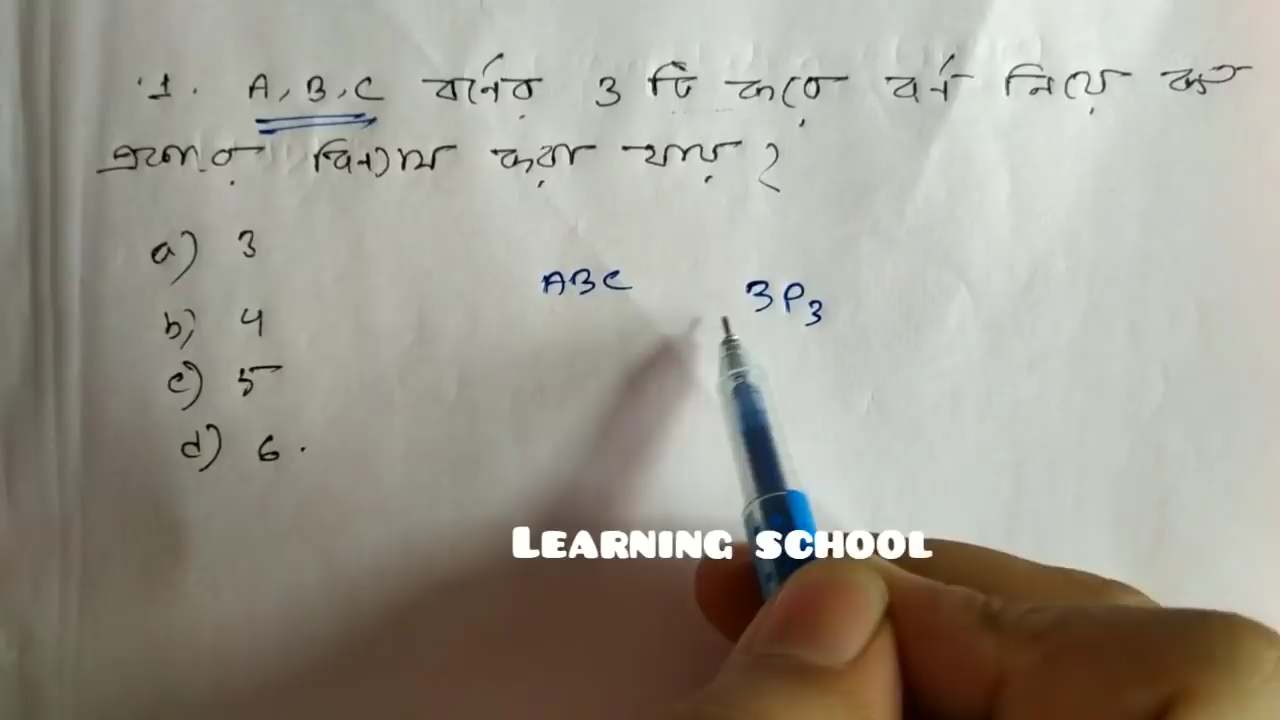 1. A, B, C বর্নের 3 টি করে বর্ন নিয়ে কত
প্রকারে বিন্যাস করা যায় ?
a) 3
b) 4
c) 5
d) 6.
ABC 3P3
LEARNING SCHOOL